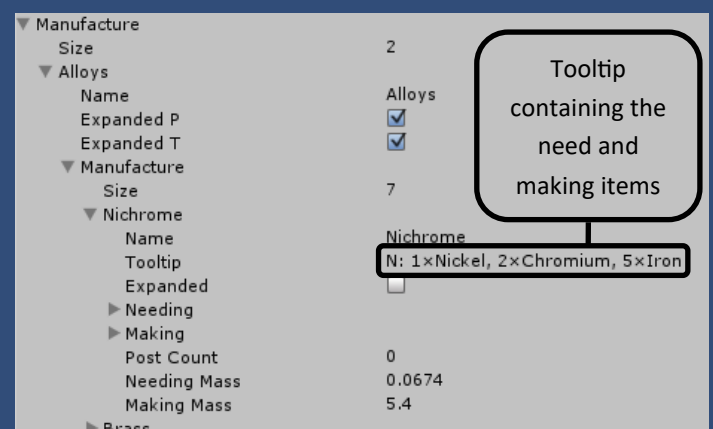 Manufacture
Size 2
Alloys
Name Alloys
Expanded P
Expanded T
Manufacture
Size 7
Nichrome
Name Nichrome
Tooltip N: 1×Nickel, 2×Chromium, 5×Iron
Expanded
Needing
Making
Post Count 0
Needing Mass 0.0674
Making Mass 5.4
Brass
Tooltip
containing the
need and
making items